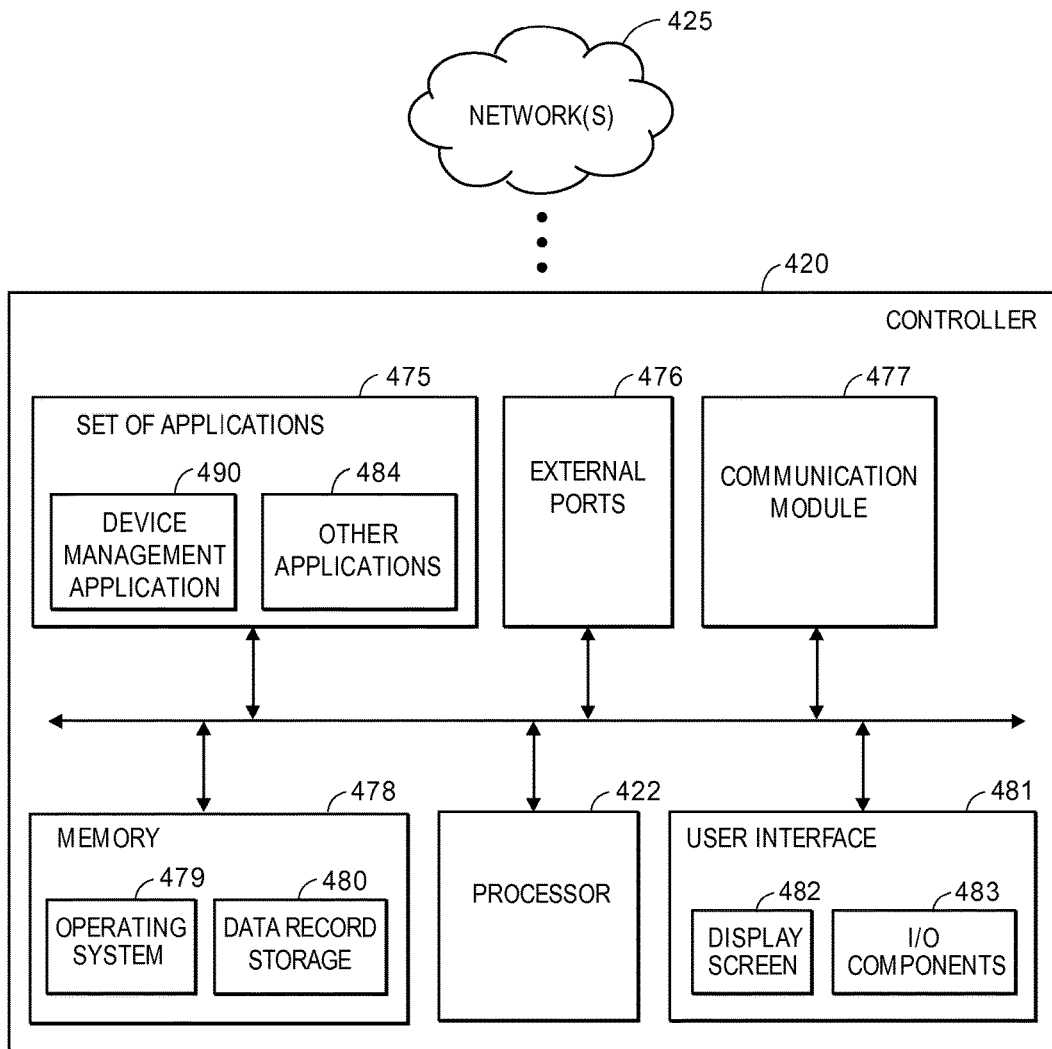 425
NETWORK(S)
420
CONTROLLER
475
476
477
SET OF APPLICATIONS
490
484
DEVICE
MANAGEMENT
APPLICATION
OTHER
APPLICATIONS
EXTERNAL
PORTS
COMMUNICATION
MODULE
478
422
481
MEMORY
479
480
OPERATING
SYSTEM
DATA RECORD
STORAGE
PROCESSOR
USER INTERFACE
482
483
DISPLAY
SCREEN
I/O
COMPONENTS